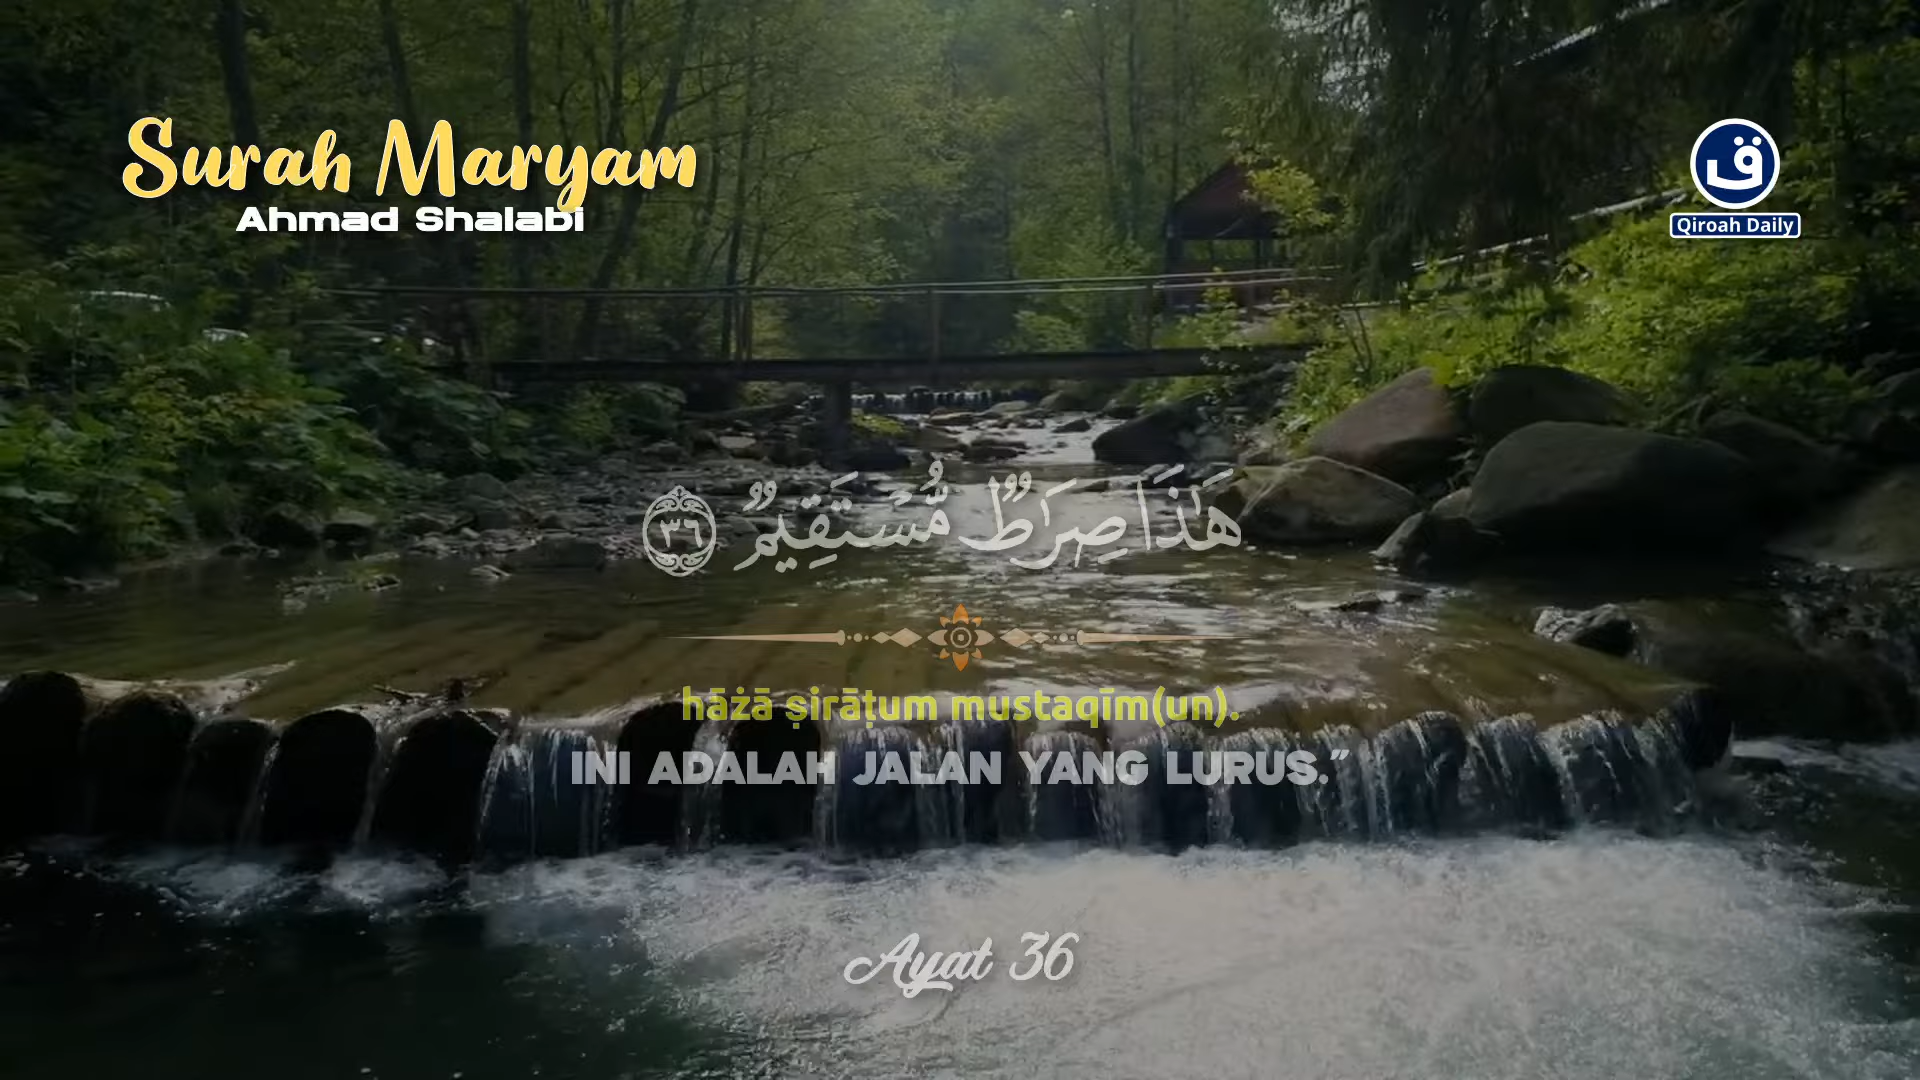 Surah Maryam
Ahmad Shalabi
ق
Qiroah Daily
هَٰذَا صِرَٰطٌ مُّسْتَقِيمٌ ٣٦
hāżā ṣirāṭum mustaqīm(un).
INI ADALAH JALAN YANG LURUS.”
Ayat 36